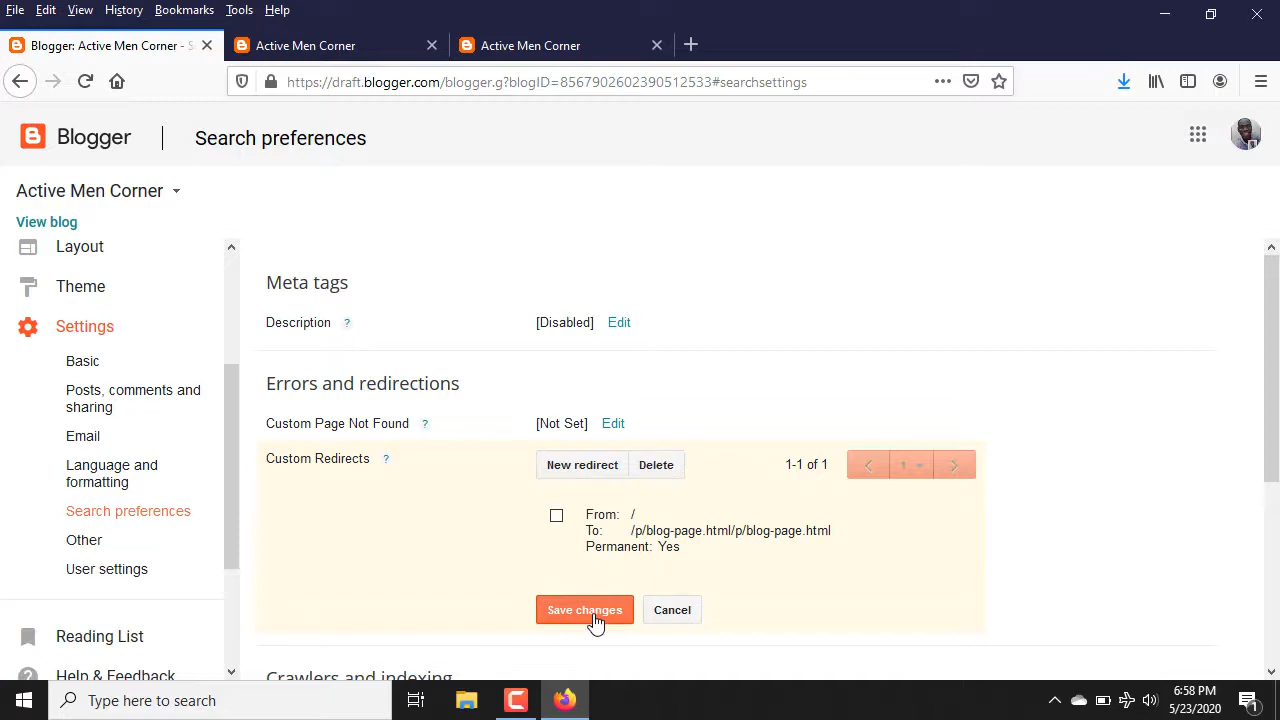 File Edit View History Bookmarks Tools Help
Blogger: Active Men Corner - S
Active Men Corner
Active Men Corner
https://draft.blogger.com/blogger.g?blogID=8567902602390512533#searchsettings
Blogger
Search preferences
Active Men Corner
View blog
Layout
Theme
Settings
Basic
Posts, comments and
sharing
Email
Language and
formatting
Search preferences
Other
User settings
Reading List
Help & Feedback
Meta tags
Description ? [Disabled] Edit
Errors and redirections
Custom Page Not Found ? [Not Set] Edit
Custom Redirects ? New redirect Delete 1-1 of 1 1
From: /
To: /p/blog-page.html/p/blog-page.html
Permanent: Yes
Save changes Cancel
Crawlers and indexing
Type here to search
6:58 PM
5/23/2020
1